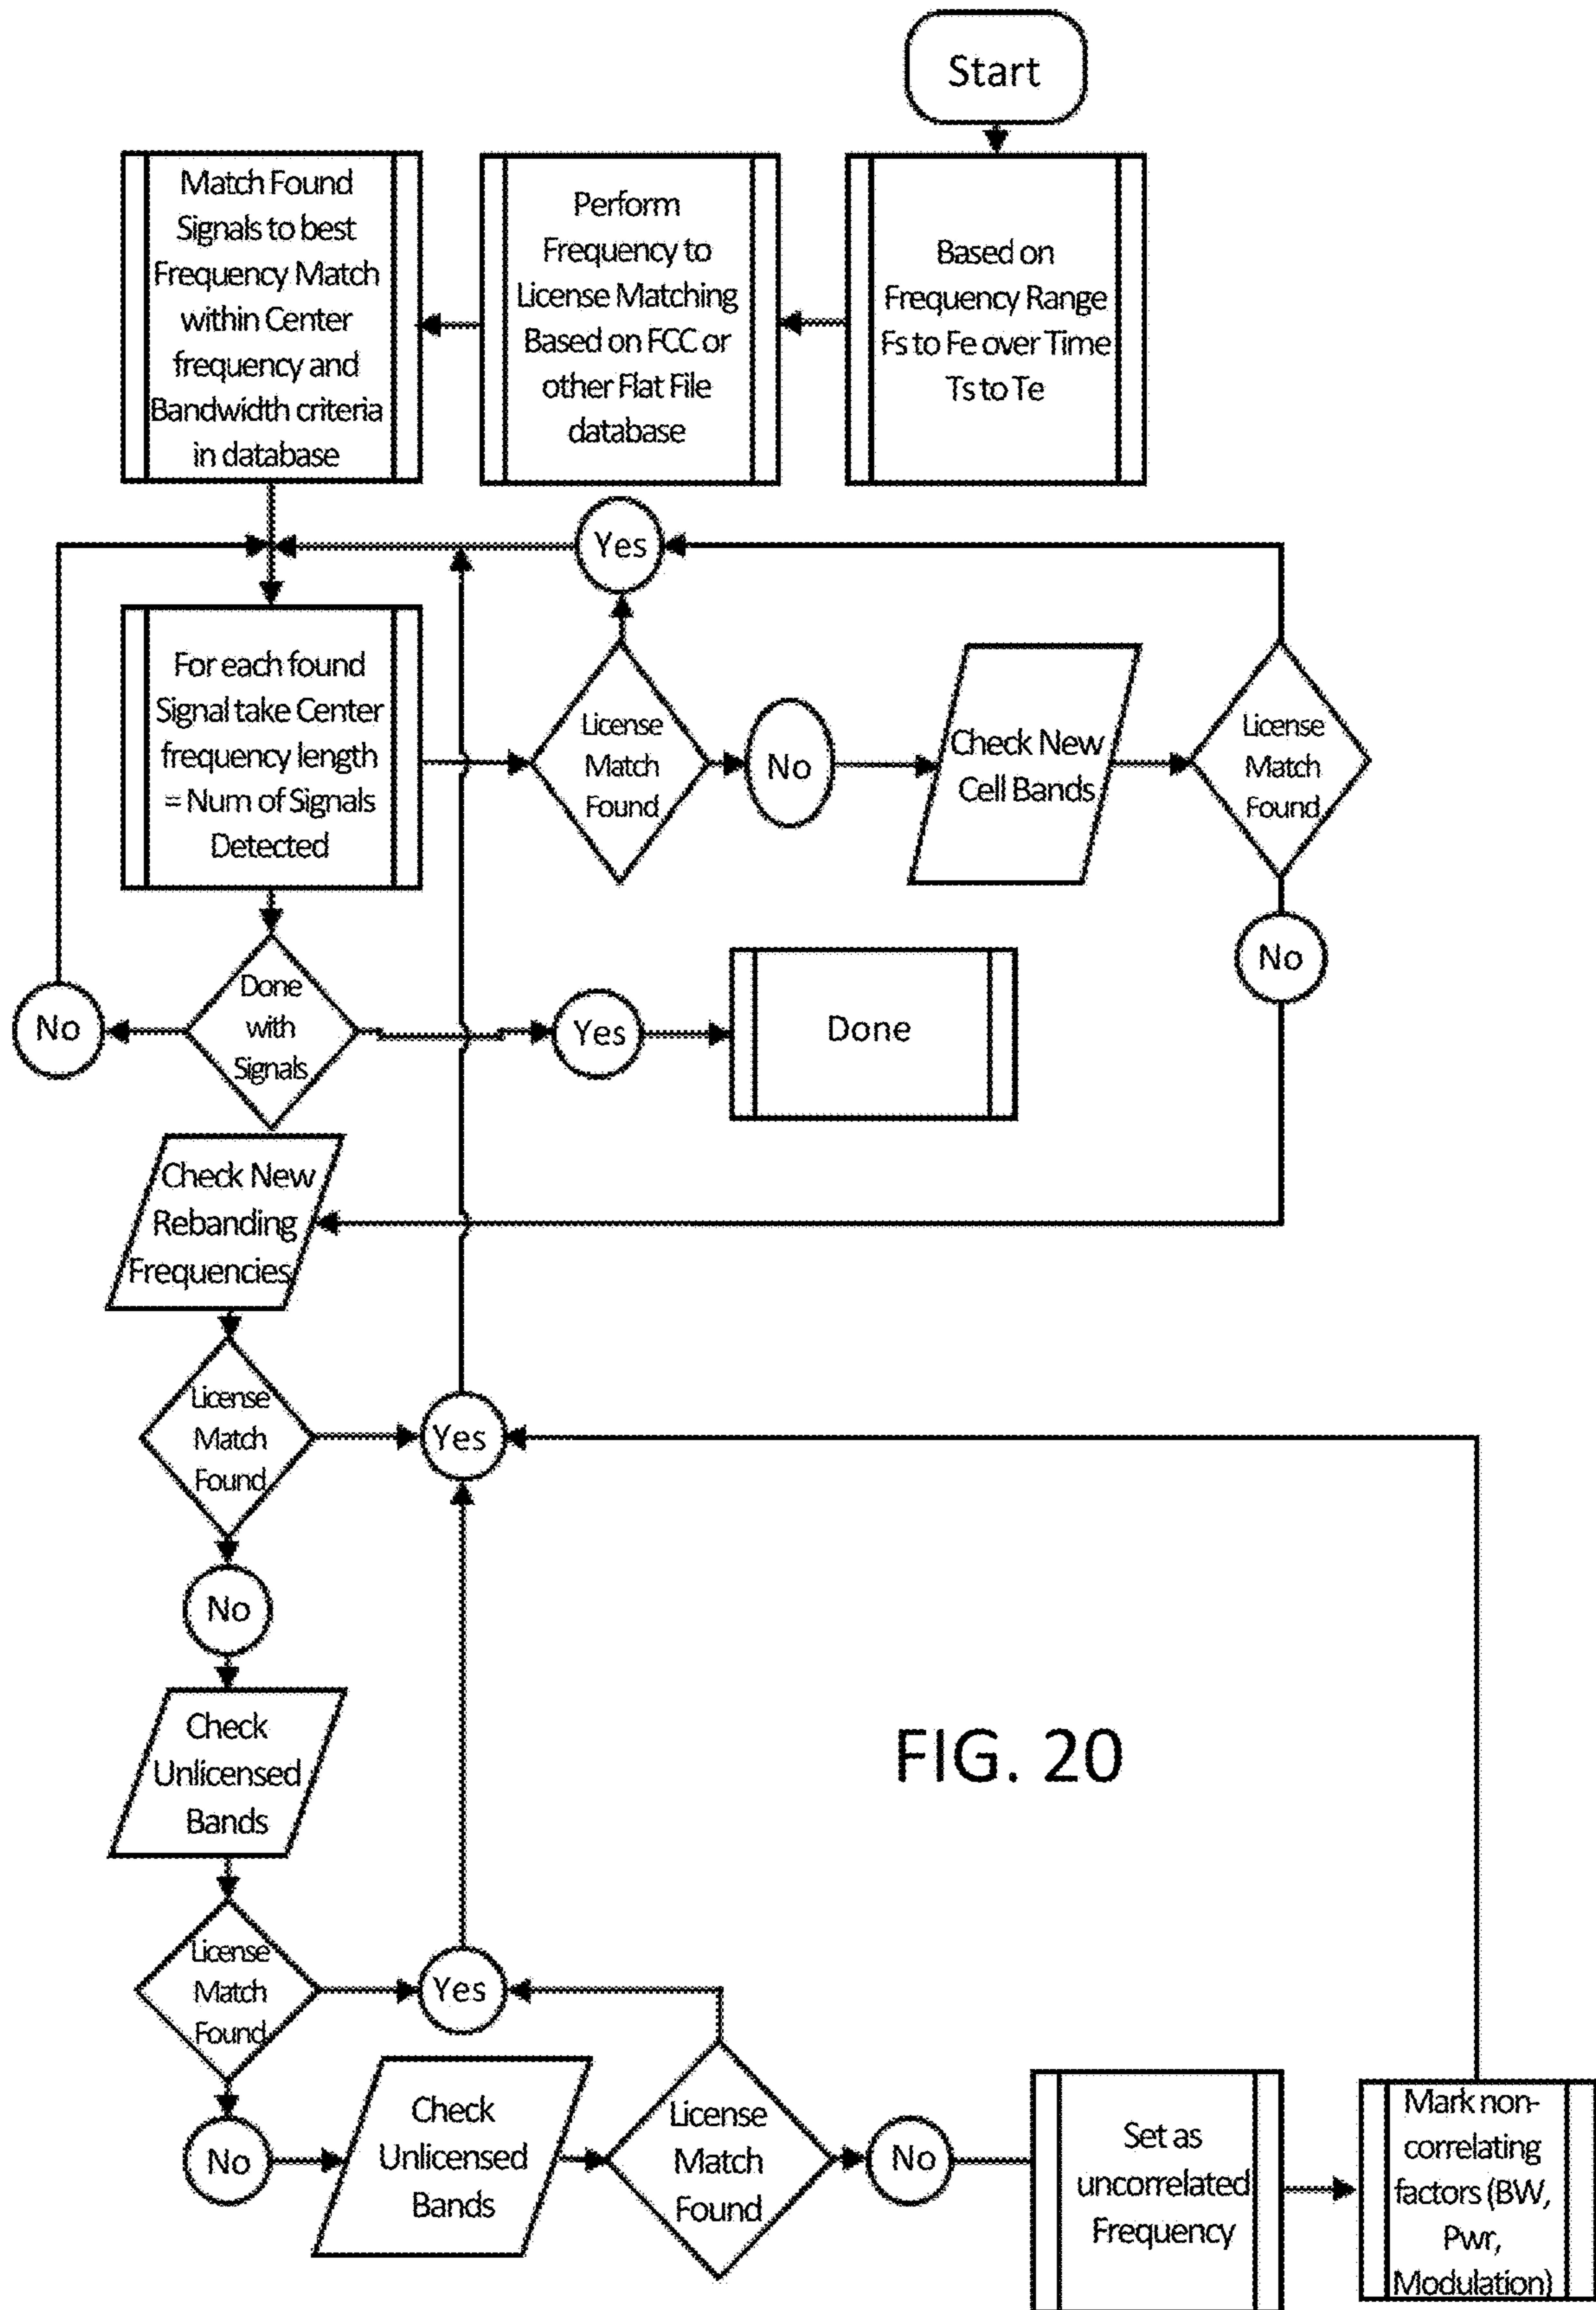 Start
Match Found
Signals to best
Frequency Match
within Center
frequency and
Bandwidth criteria
in database
Perform
Frequency to
License Matching
Based on FCC or
other Flat File
database
Based on
Frequency Range
Fs to Fe over Time
Ts to Te
Yes
For each found
Signal take Center
frequency length
= Num of Signals
Detected
License
Match
Found
No
Check New
Cell Bands
License
Match
Found
No
Done
with
Signals
No
Yes
Done
Check New
Rebanding
Frequencies
License
Match
Found
Yes
No
Check
Unlicensed
Bands
FIG. 20
License
Match
Found
Yes
No
Check
Unlicensed
Bands
License
Match
Found
No
Set as
uncorrelated
Frequency
Mark non-
correlating
factors (BW,
Pwr,
Modulation)